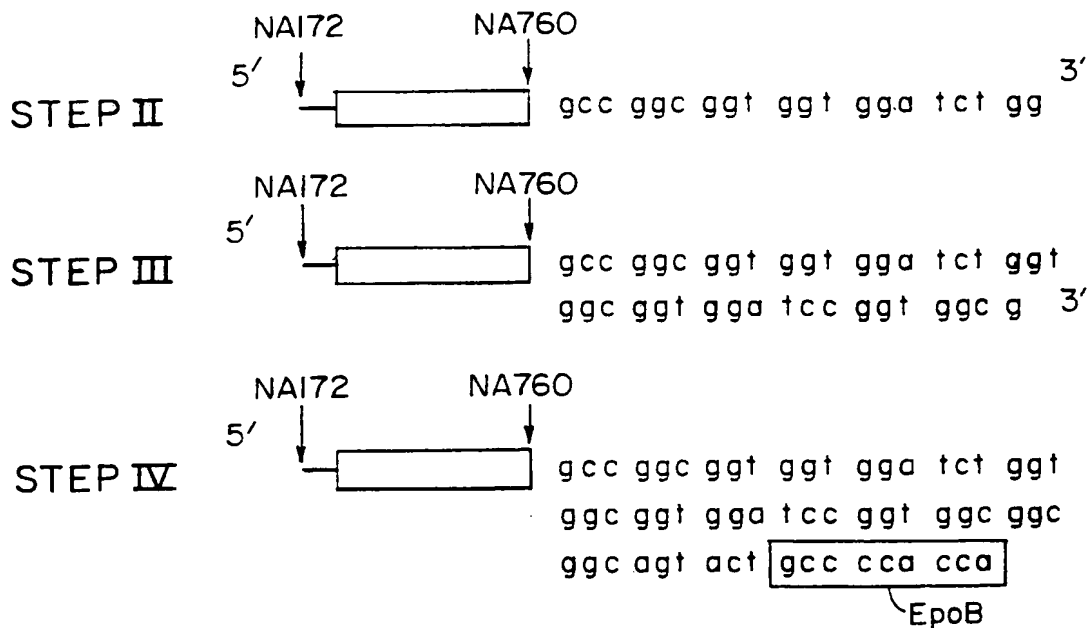 NA172 NA760
5′ 3′
STEP II gcc ggc ggt ggt gga tct gg
NA172 NA760
5′
STEP III gcc ggc ggt ggt gga tct ggt
ggc ggt gga tcc ggt ggc g 3′
NA172 NA760
5′
STEP IV gcc ggc ggt ggt gga tct ggt
ggc ggt gga tcc ggt ggc ggc
ggc agt act gcc cca cca
EpoB